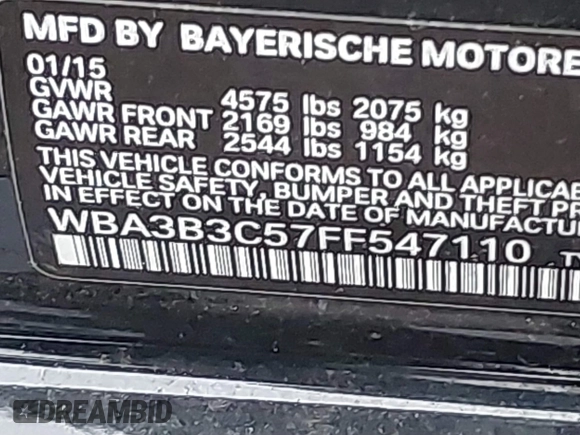 MFD BY BAYERISCHE MOTORE
01/15
GVWR 4575 lbs 2075 kg
GAWR FRONT 2169 lbs 984 kg
GAWR REAR 2544 lbs 1154 kg
THIS VEHICLE CONFORMS TO ALL APPLICAB
VEHICLE SAFETY, BUMPER AND THEFT PR
IN EFFECT ON THE DATE OF MANUFACTU
WBA3B3C57FF547110 TY
DREAMBID